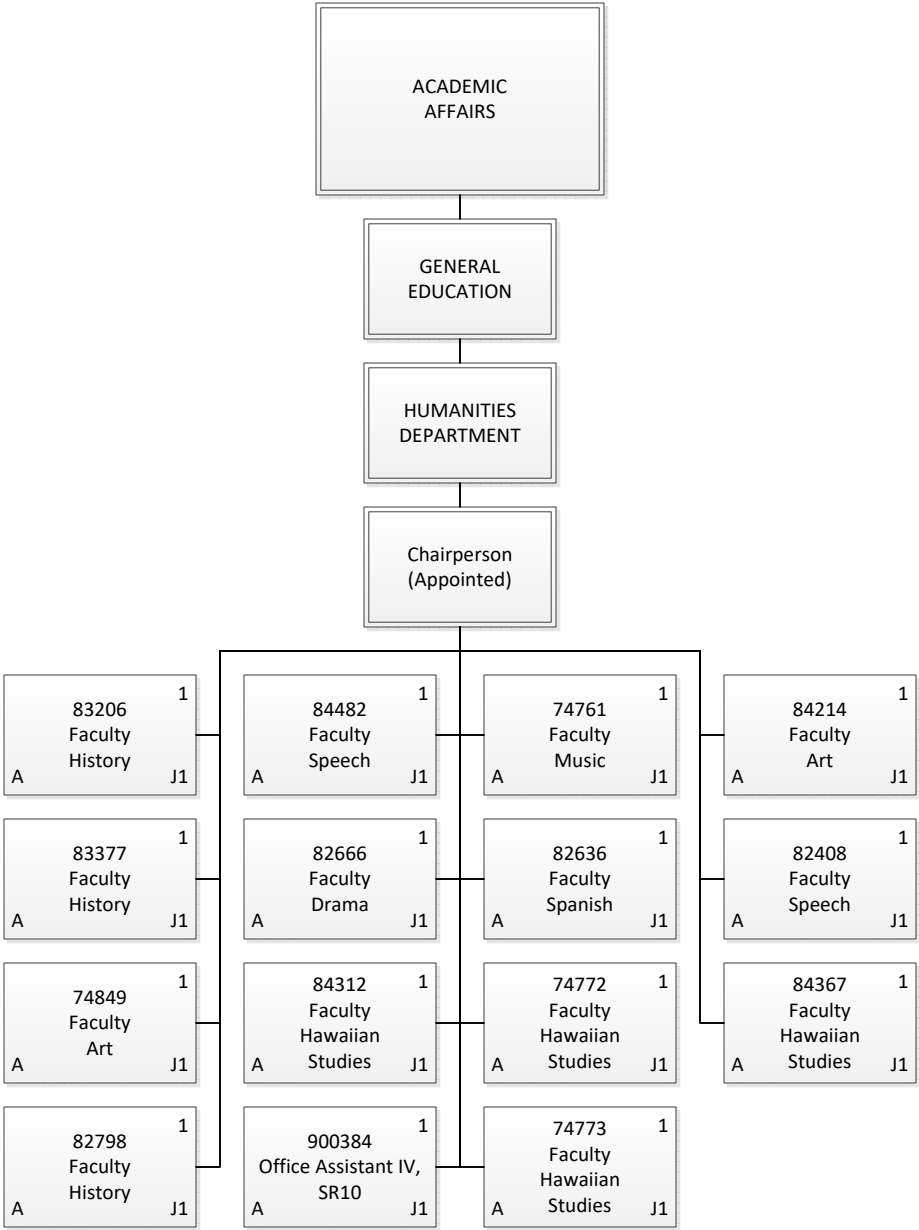 ACADEMIC
AFFAIRS
GENERAL
EDUCATION
HUMANITIES
DEPARTMENT
Chairperson
(Appointed)
1
83206
Faculty
History
A
J1
1
84482
Faculty
Speech
A
J1
1
74761
Faculty
Music
A
J1
1
84214
Faculty
Art
A
J1
1
83377
Faculty
History
A
J1
1
82666
Faculty
Drama
A
J1
1
82636
Faculty
Spanish
A
J1
1
82408
Faculty
Speech
A
J1
1
74849
Faculty
Art
A
J1
1
84312
Faculty
Hawaiian
Studies
A
J1
1
74772
Faculty
Hawaiian
Studies
A
J1
1
84367
Faculty
Hawaiian
Studies
A
J1
1
82798
Faculty
History
A
J1
1
900384
Office Assistant IV,
SR10
A
J1
1
74773
Faculty
Hawaiian
Studies
A
J1